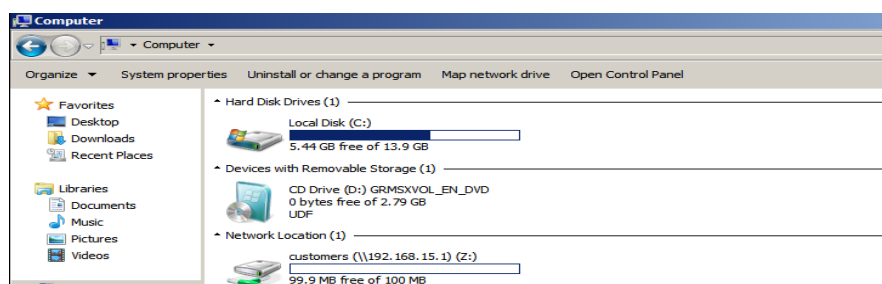 Computer
Computer
Organize System properties Uninstall or change a program Map network drive Open Control Panel
Favorites
Desktop
Downloads
Recent Places
Libraries
Documents
Music
Pictures
Videos
Hard Disk Drives (1)
Local Disk (C:)
5.44 GB free of 13.9 GB
Devices with Removable Storage (1)
CD Drive (D:) GRMSXVOL_EN_DVD
0 bytes free of 2.79 GB
UDF
Network Location (1)
customers (\\192.168.15.1) (Z:)
99.9 MB free of 100 MB